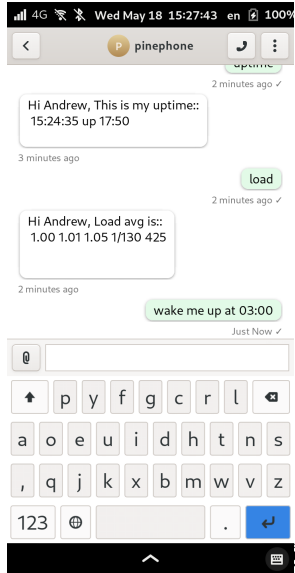 4G Wed May 18 15:27:43 en 100%
P pinephone
uptime
2 minutes ago ✓
Hi Andrew, This is my uptime::
15:24:35 up 17:50
3 minutes ago
load
2 minutes ago ✓
Hi Andrew, Load avg is::
1.00 1.01 1.05 1/130 425
2 minutes ago
wake me up at 03:00
Just Now ✓
p y f g c r l
a o e u i d h t n s
, q j k x b m w v z
123 .